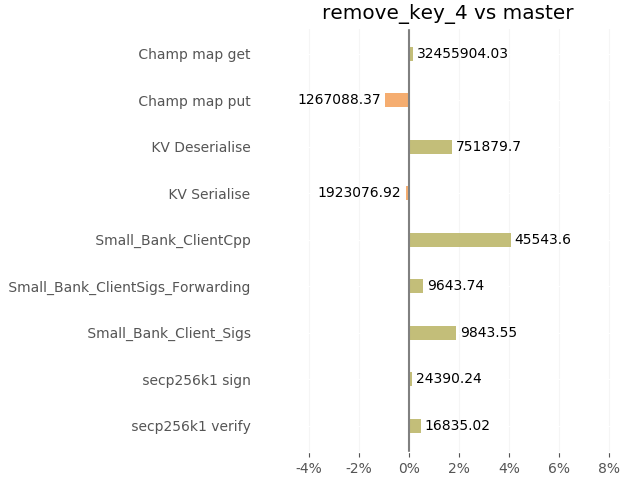 remove_key_4 vs master
Champ map get 32455904.03
Champ map put 1267088.37
KV Deserialise 751879.7
KV Serialise 1923076.92
Small_Bank_ClientCpp 45543.6
Small_Bank_ClientSigs_Forwarding 9643.74
Small_Bank_Client_Sigs 9843.55
secp256k1 sign 24390.24
secp256k1 verify 16835.02
-4% -2% 0% 2% 4% 6% 8%